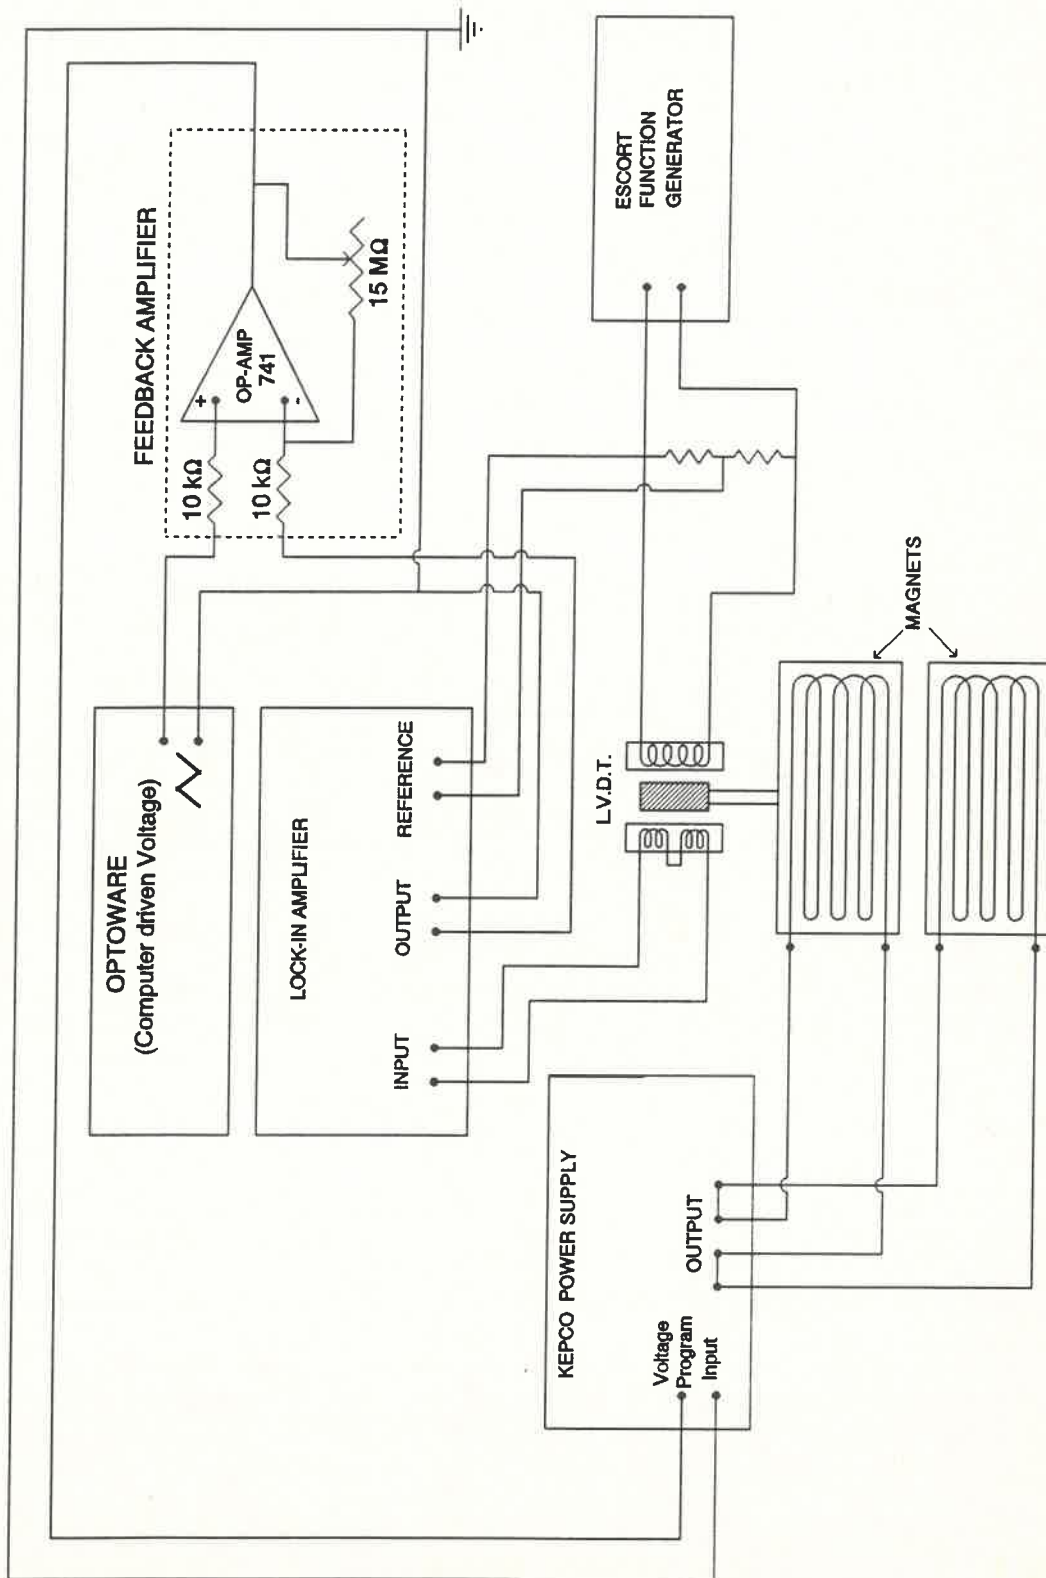 FEEDBACK AMPLIFIER
10 kΩ
10 kΩ
+
-
OP-AMP
741
15 MΩ
ESCORT
FUNCTION
GENERATOR
OPTOWARE
(Computer driven Voltage)
LOCK-IN AMPLIFIER
INPUT
OUTPUT
REFERENCE
L.V.D.T.
MAGNETS
KEPCO POWER SUPPLY
Voltage
Program
Input
OUTPUT